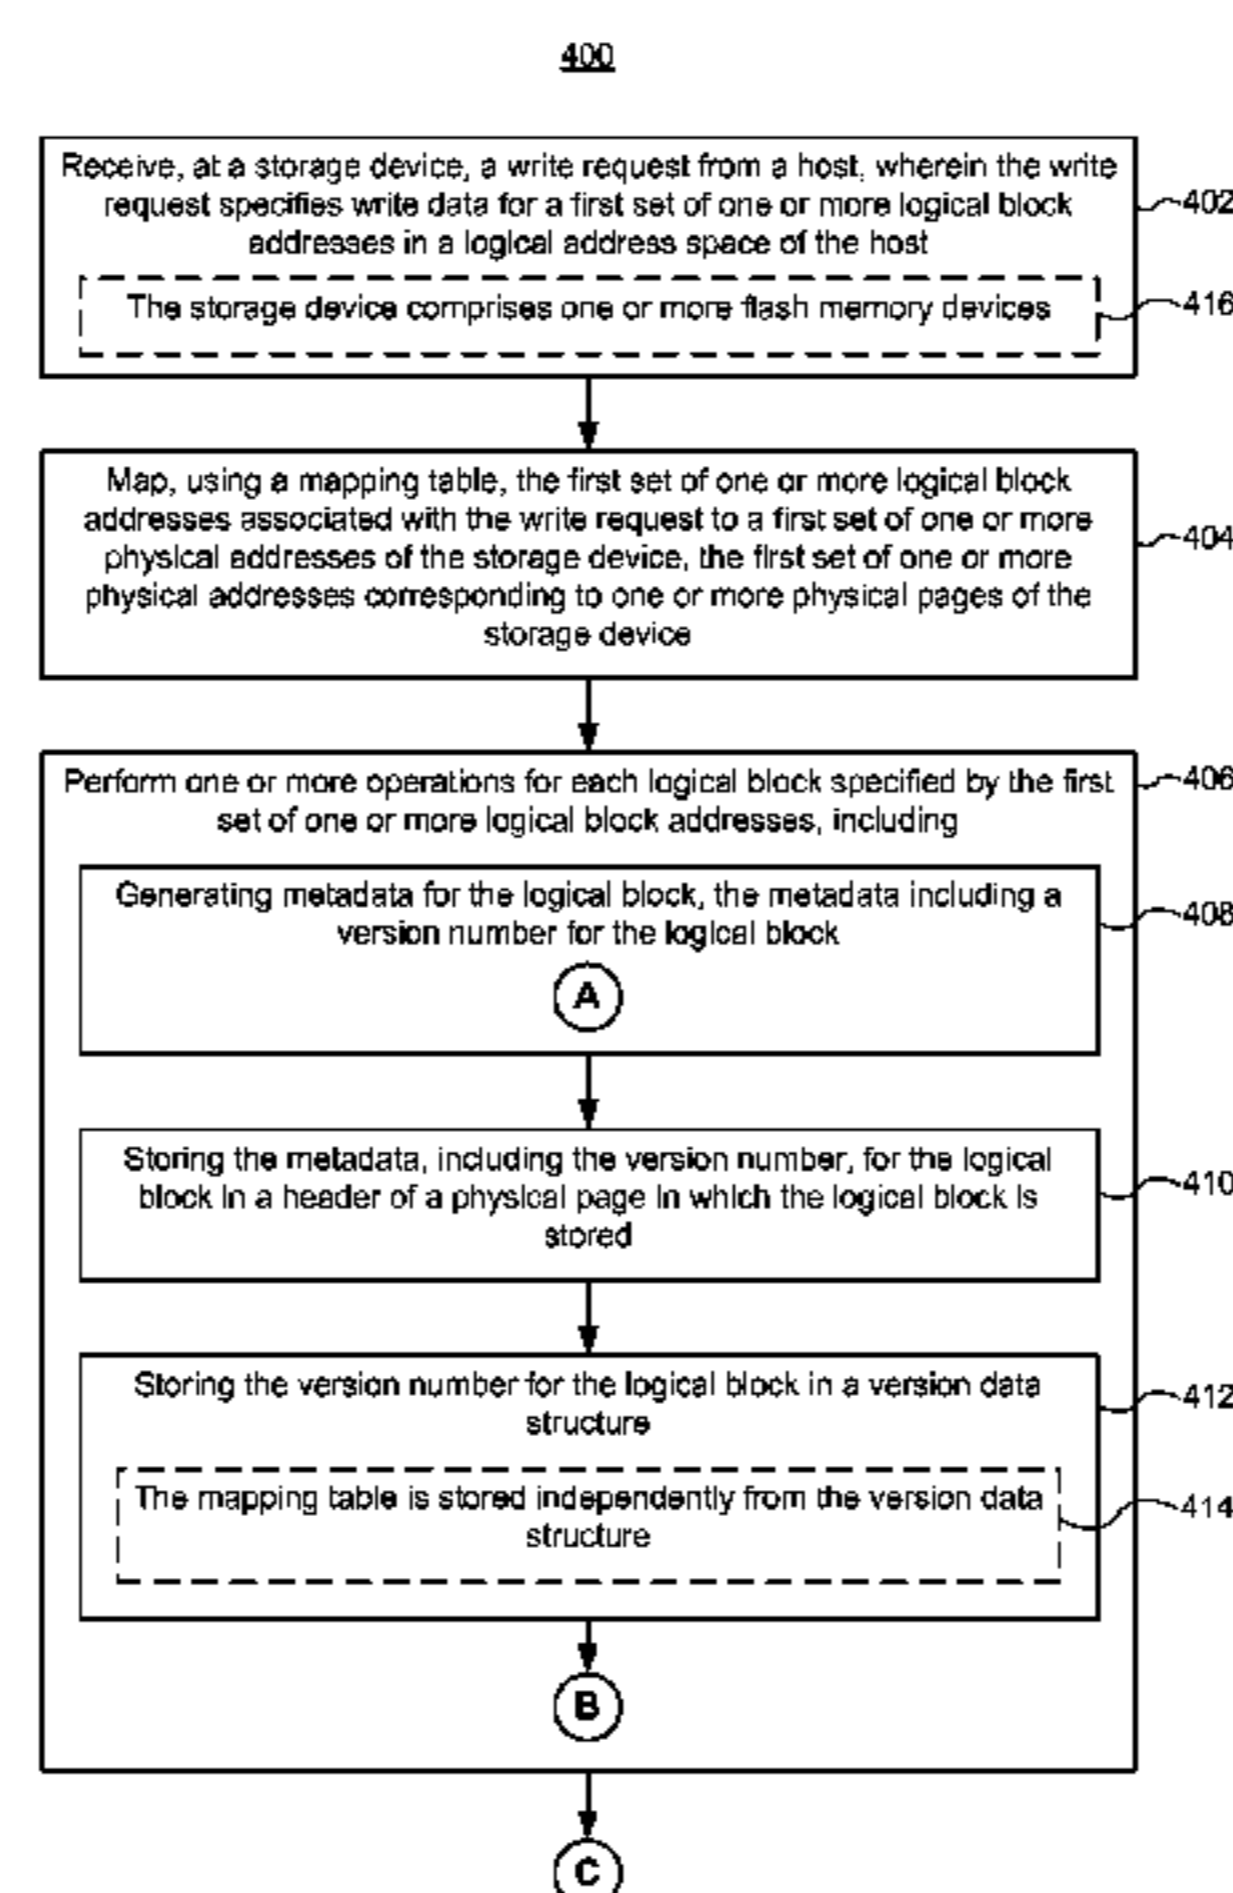 400
Receive, at a storage device, a write request from a host, wherein the write
request specifies write data for a first set of one or more logical block
addresses in a logical address space of the host
402
The storage device comprises one or more flash memory devices
416
Map, using a mapping table, the first set of one or more logical block
addresses associated with the write request to a first set of one or more
physical addresses of the storage device, the first set of one or more
physical addresses corresponding to one or more physical pages of the
storage device
404
Perform one or more operations for each logical block specified by the first
set of one or more logical block addresses, including
406
Generating metadata for the logical block, the metadata including a
version number for the logical block
408
A
Storing the metadata, including the version number, for the logical
block in a header of a physical page in which the logical block is
stored
410
Storing the version number for the logical block in a version data
structure
412
The mapping table is stored independently from the version data
structure
414
B
C